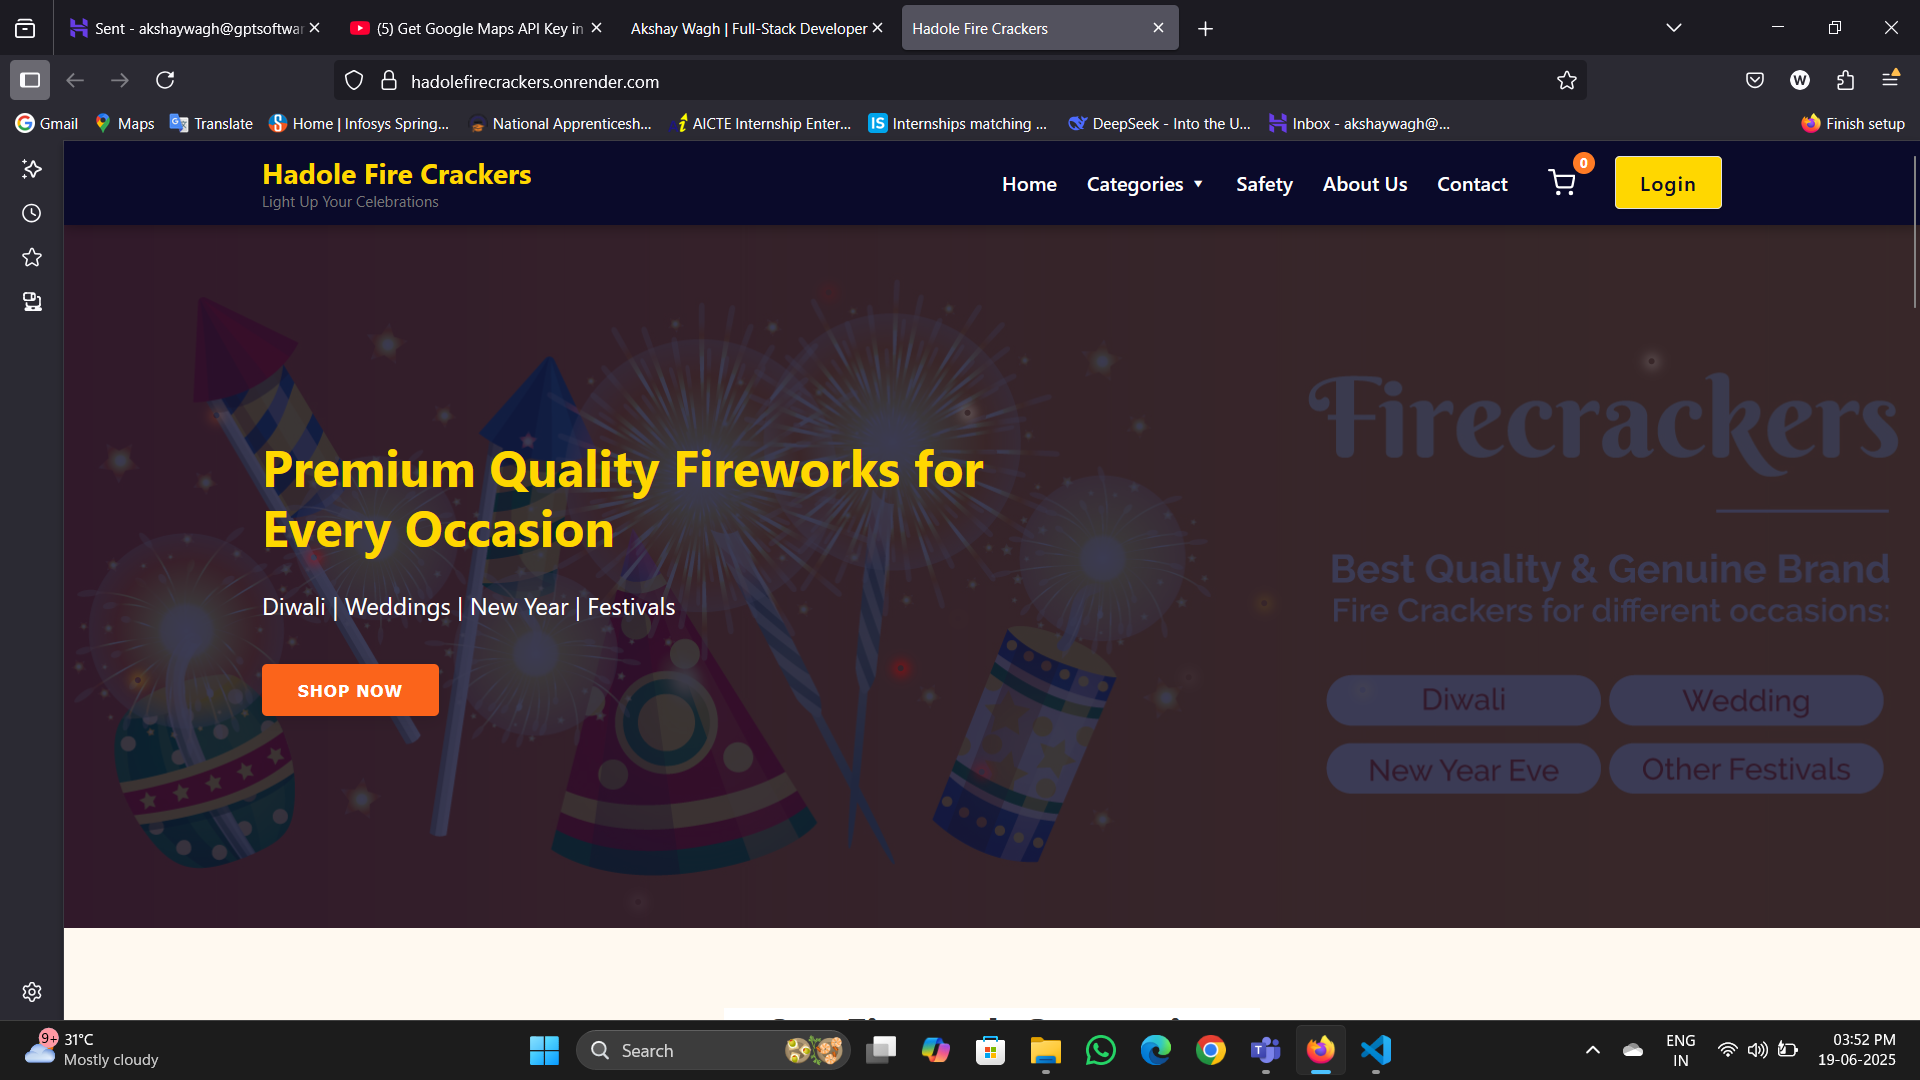 Sent - akshaywagh@gptsoftwar
(5) Get Google Maps API Key in
Akshay Wagh | Full-Stack Developer
Hadole Fire Crackers
W
hadolefirecrackers.onrender.com
Gmail
Maps
Translate
Home | Infosys Spring...
National Apprenticesh...
AICTE Internship Enter...
IS
Internships matching ...
DeepSeek - Into the U...
Inbox - akshaywagh@...
Finish setup
Hadole Fire Crackers
Light Up Your Celebrations
Home
Categories
Safety
About Us
Contact
0
Login
Firecrackers
Premium Quality Fireworks for
Every Occasion
Best Quality & Genuine Brand
Fire Crackers for different occasions:
Diwali | Weddings | New Year | Festivals
SHOP NOW
Diwali
Wedding
New Year Eve
Other Festivals
9+
31°C
Mostly cloudy
Search
ENG
IN
03:52 PM
19-06-2025